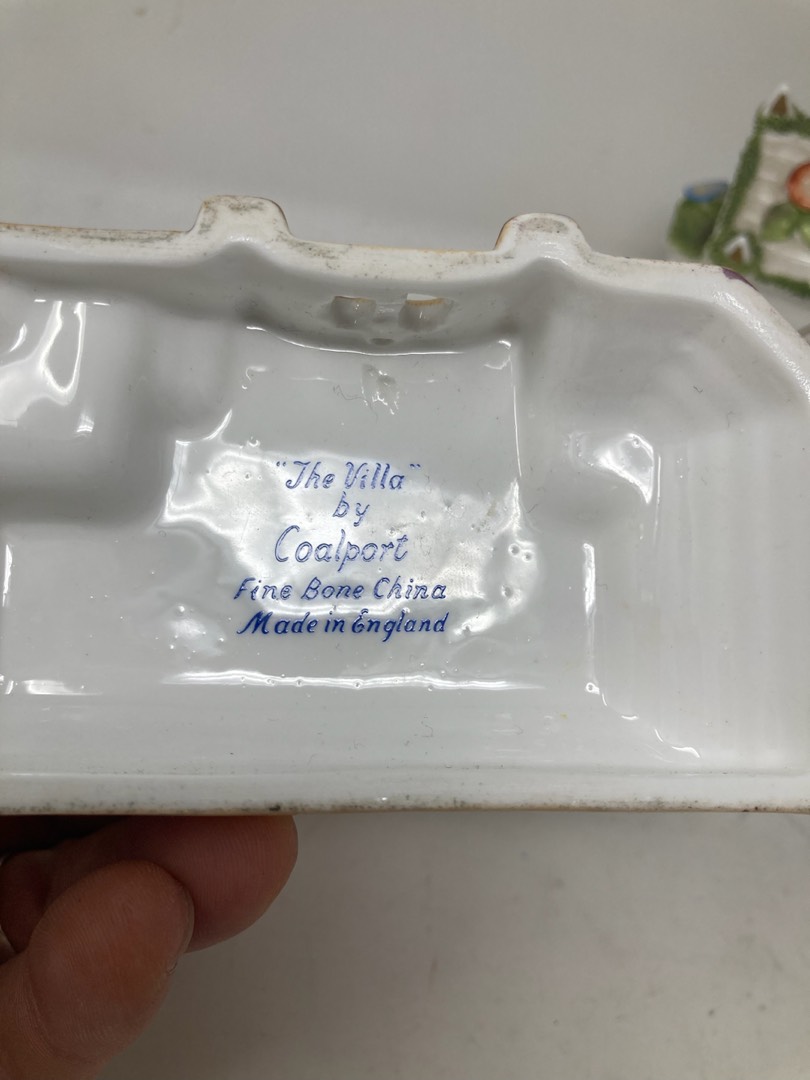 "The Villa"
by
Coalport
Fine Bone China
Made in England